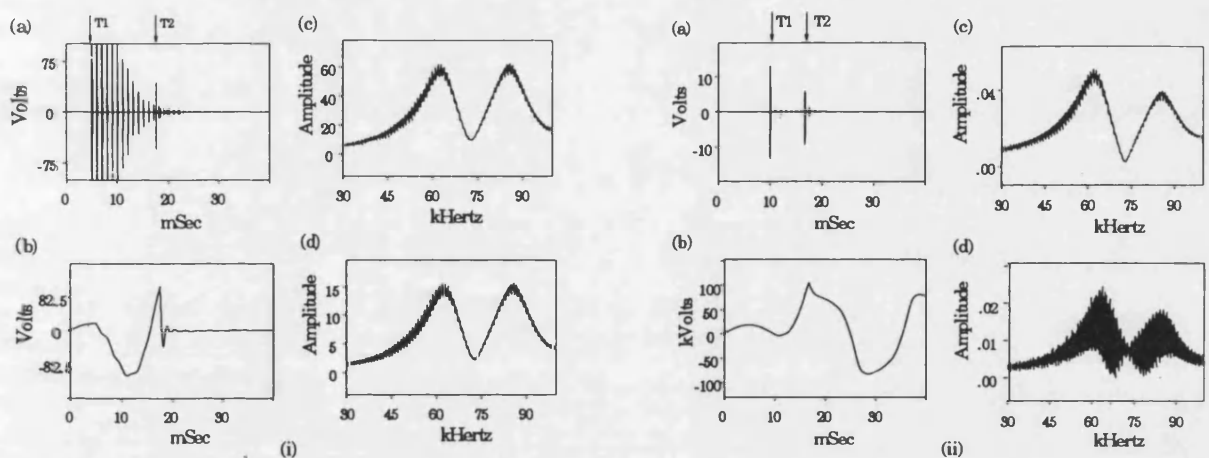 (a)
T1
T2
Volts
75
0
-75
0
10
20
30
mSec
(c)
Amplitude
60
40
20
0
30
45
60
75
90
kHertz
(b)
Volts
82.5
0
-82.5
0
10
20
30
mSec
(d)
Amplitude
15
10
5
0
30
45
60
75
90
kHertz
(i)
(a)
T1
T2
Volts
10
0
-10
0
10
20
30
mSec
(c)
Amplitude
.04
.00
30
45
60
75
90
kHertz
(b)
kVolts
100
50
0
-50
-100
0
10
20
30
mSec
(d)
Amplitude
.02
.01
.00
30
45
60
75
90
kHertz
(ii)